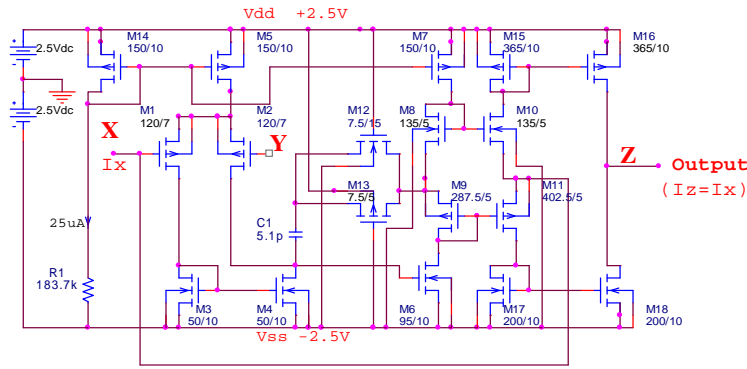 Vdd +2.5V
M14
150/10
M5
150/10
M7
150/10
M15
365/10
M16
365/10
2.5Vdc
2.5Vdc
X
M1
120/7
M2
120/7
Y
Ix
M12
7.5/15
M8
135/5
M10
135/5
Z
Output
(Iz=Ix)
M13
7.5/5
M9
287.5/5
M11
402.5/5
25uA
C1
5.1p
R1
183.7k
M3
50/10
M4
50/10
M6
95/10
M17
200/10
M18
200/10
Vss -2.5V